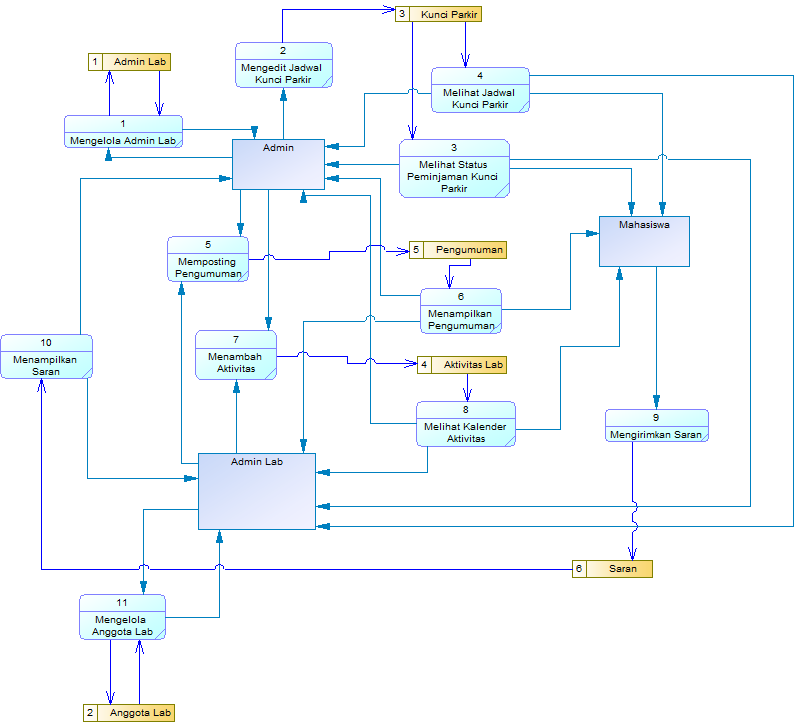 3 Kunci Parkir
2
Mengedit Jadwal
Kunci Parkir
1 Admin Lab
4
Melihat Jadwal
Kunci Parkir
1
Mengelola Admin Lab
Admin
3
Melihat Status
Peminjaman Kunci
Parkir
Mahasiswa
5
Memposting
Pengumuman
5 Pengumuman
6
Menampilkan
Pengumuman
10
Menampilkan
Saran
7
Menambah
Aktivitas
4 Aktivitas Lab
8
Melihat Kalender
Aktivitas
9
Mengirimkan Saran
Admin Lab
6 Saran
11
Mengelola
Anggota Lab
2 Anggota Lab